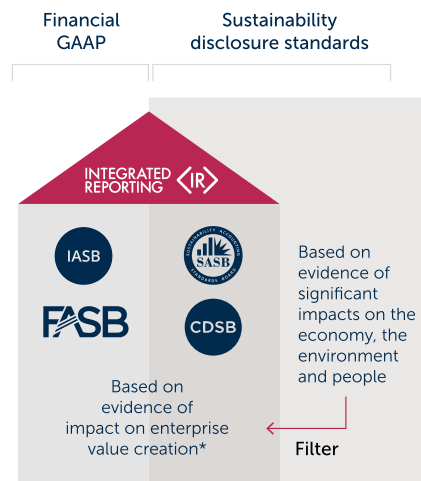 Financial
GAAP
Sustainability
disclosure standards
INTEGRATED
REPORTING
<IR>
IASB
SUSTAINABILITY ACCOUNTING
SASB
STANDARDS BOARD
FASB
CDSB
Based on
evidence of
significant
impacts on the
economy, the
environment
and people
Based on
evidence of
impact on enterprise
value creation*
Filter